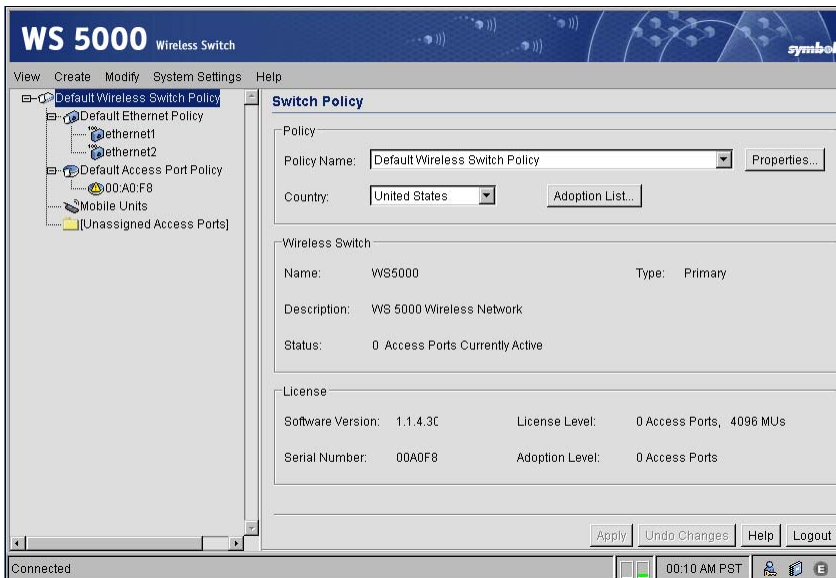 WS 5000 Wireless Switch
symbol
View Create Modify System Settings Help
Default Wireless Switch Policy
Default Ethernet Policy
100 ethernet1
100 ethernet2
Default Access Port Policy
00:A0:F8
Mobile Units
[Unassigned Access Ports]
Switch Policy
Policy
Policy Name: Default Wireless Switch Policy Properties...
Country: United States Adoption List...
Wireless Switch
Name: WS5000 Type: Primary
Description: WS 5000 Wireless Network
Status: 0 Access Ports Currently Active
License
Software Version: 1.1.4.30 License Level: 0 Access Ports, 4096 MUs
Serial Number: 00A0F8 Adoption Level: 0 Access Ports
Apply Undo Changes Help Logout
Connected 00:10 AM PST E